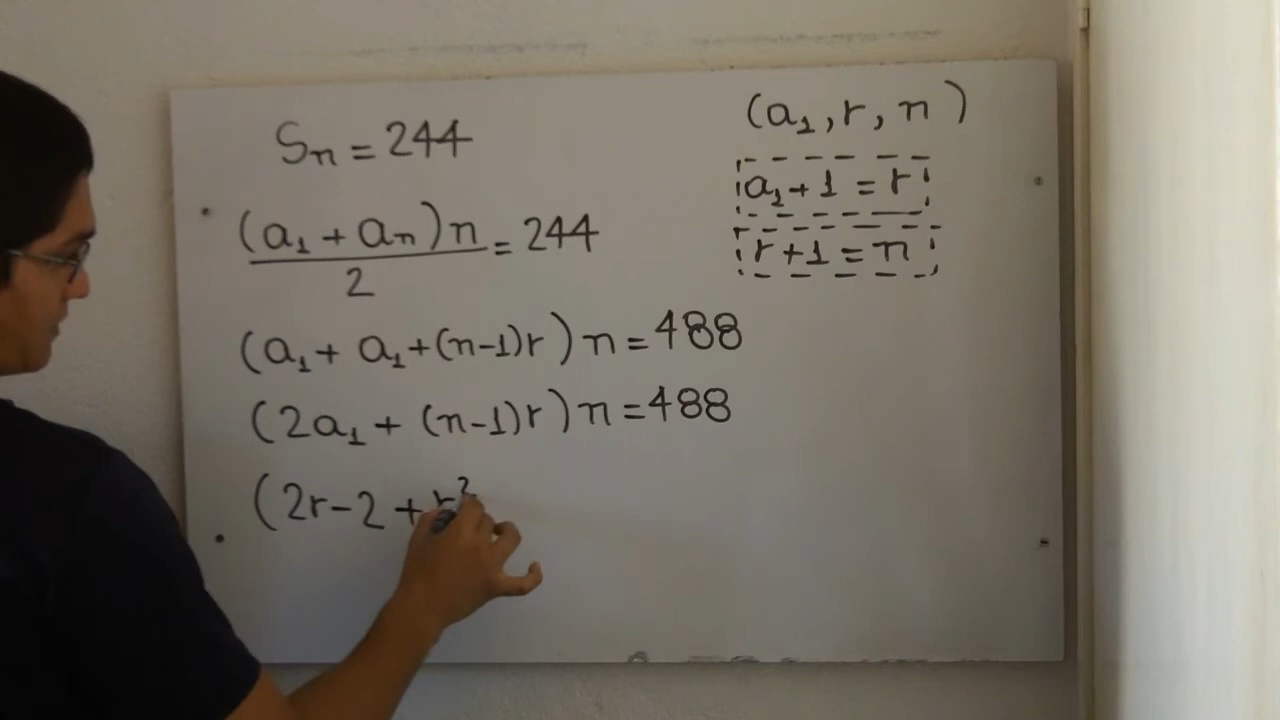 Sₙ = 244
(a₁ + aₙ)n / 2 = 244
(a₁ + a₁ + (n-1)r)n = 488
(2a₁ + (n-1)r)n = 488
(2r - 2 + r²
(a₁, r, n)
a₁ + 1 = r
r + 1 = n